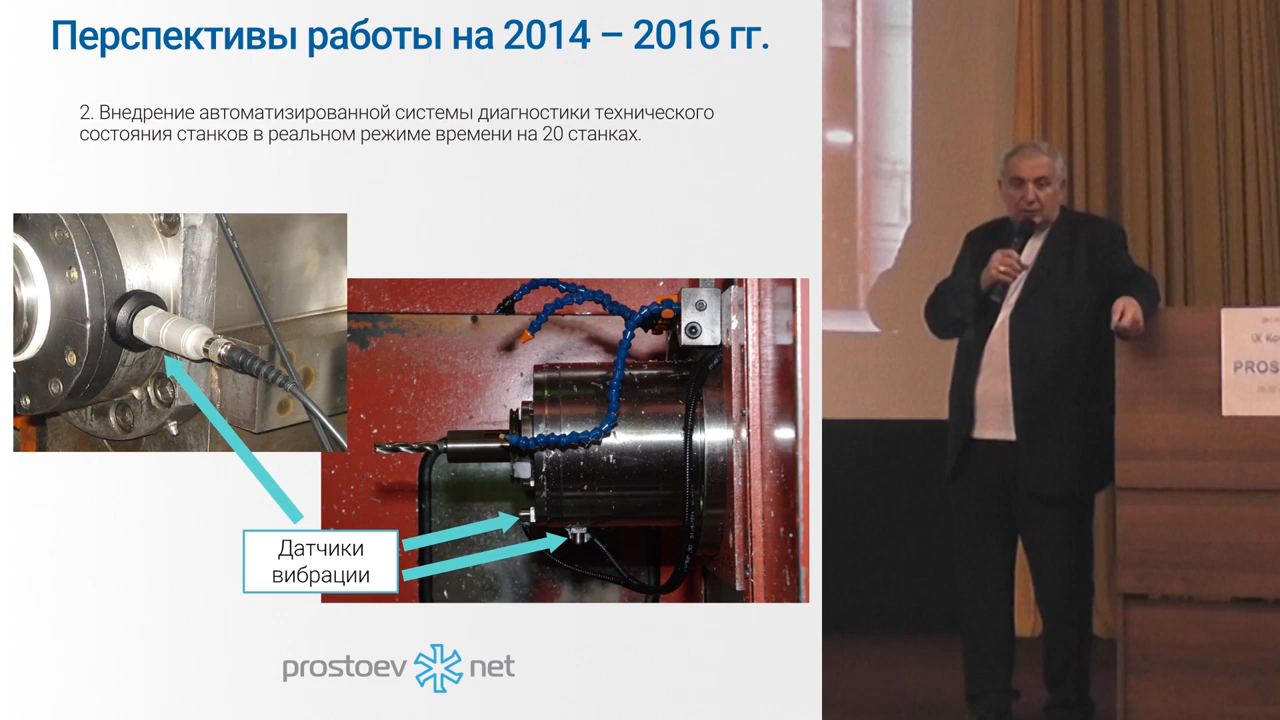 Перспективы работы на 2014 – 2016 гг.
2. Внедрение автоматизированной системы диагностики технического
состояния станков в реальном режиме времени на 20 станках.
Датчики
вибрации
prostoev net
PROS